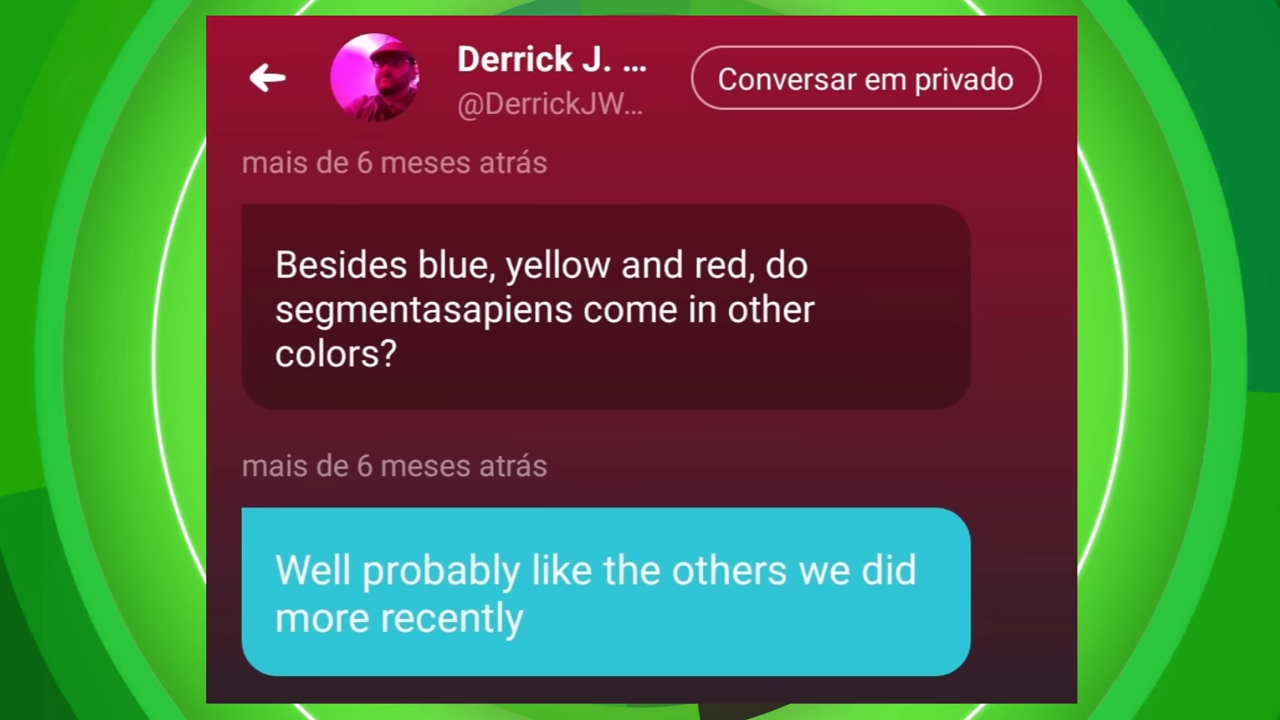 Derrick J. ...
@DerrickJW...
Conversar em privado
mais de 6 meses atrás
Besides blue, yellow and red, do
segmentasapiens come in other
colors?
mais de 6 meses atrás
Well probably like the others we did
more recently